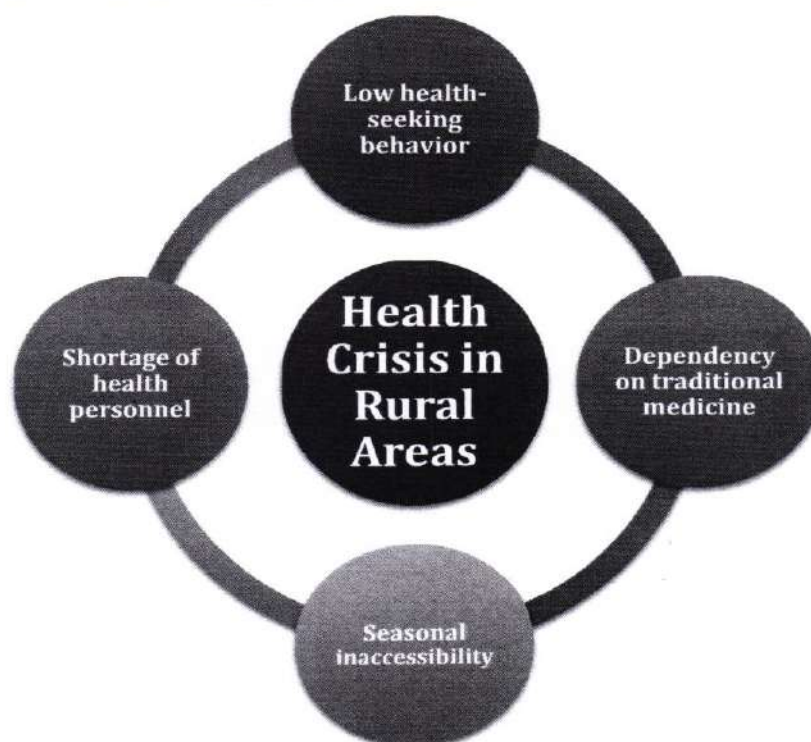 Low health-
seeking
behavior
Health
Crisis in
Rural
Areas
Shortage of
health
personnel
Dependency
on traditional
medicine
Seasonal
inaccessibility